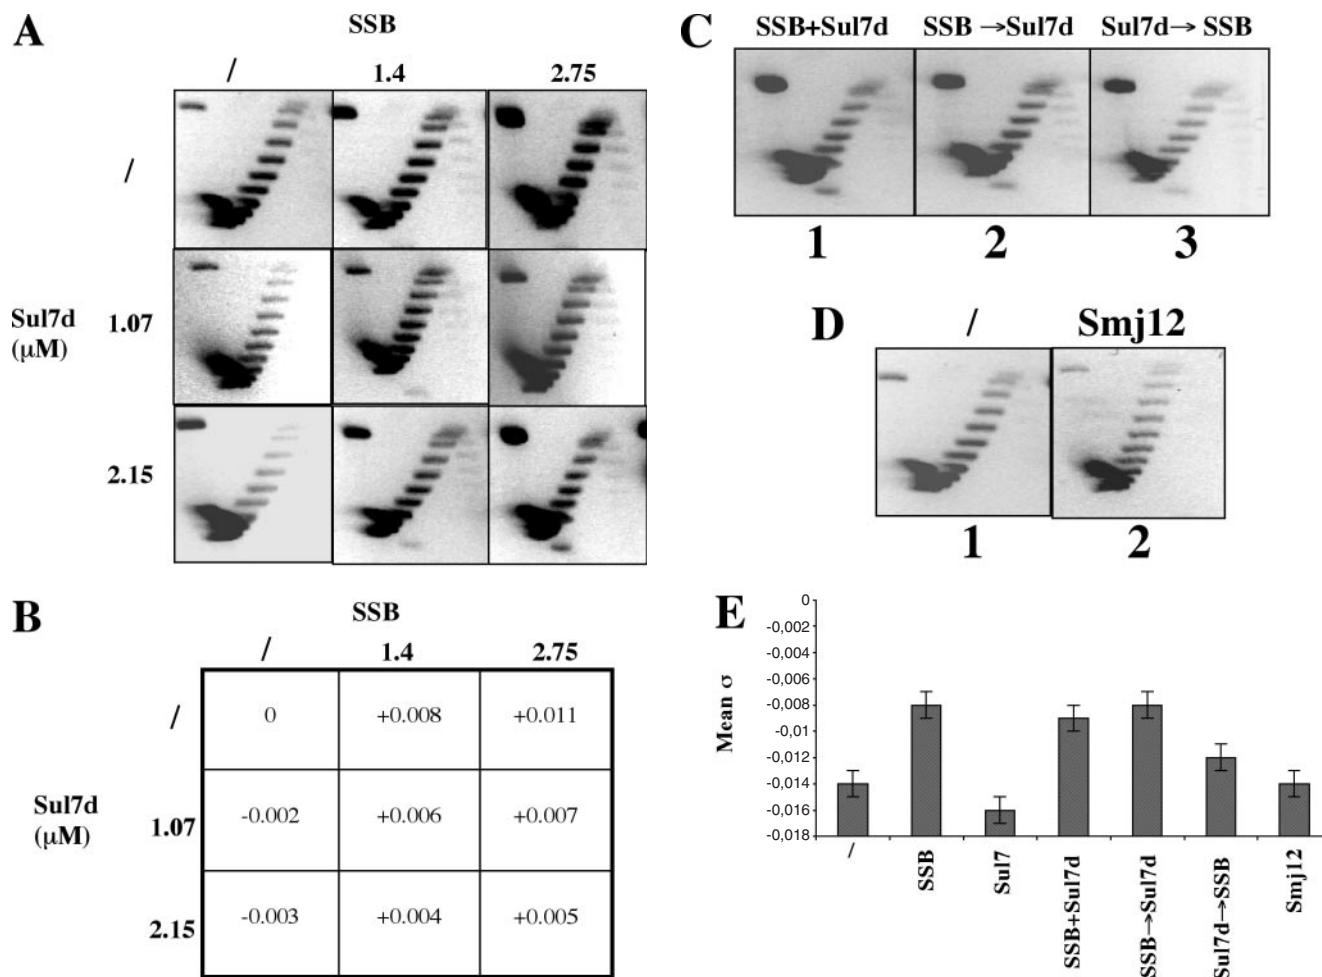 A
SSB
/ 1.4 2.75
/
Sul7d
(μM)
1.07
2.15
B
SSB
/ 1.4 2.75
/ 0 +0.008 +0.011
Sul7d
(μM)
1.07 -0.002 +0.006 +0.007
2.15 -0.003 +0.004 +0.005
C
SSB+Sul7d SSB →Sul7d Sul7d→ SSB
1 2 3
D
/ Smj12
1 2
E
Mean σ
0
-0,002
-0,004
-0,006
-0,008
-0,01
-0,012
-0,014
-0,016
-0,018
/
SSB
Sul7
SSB+Sul7d
SSB→Sul7d
Sul7d→SSB
Smj12